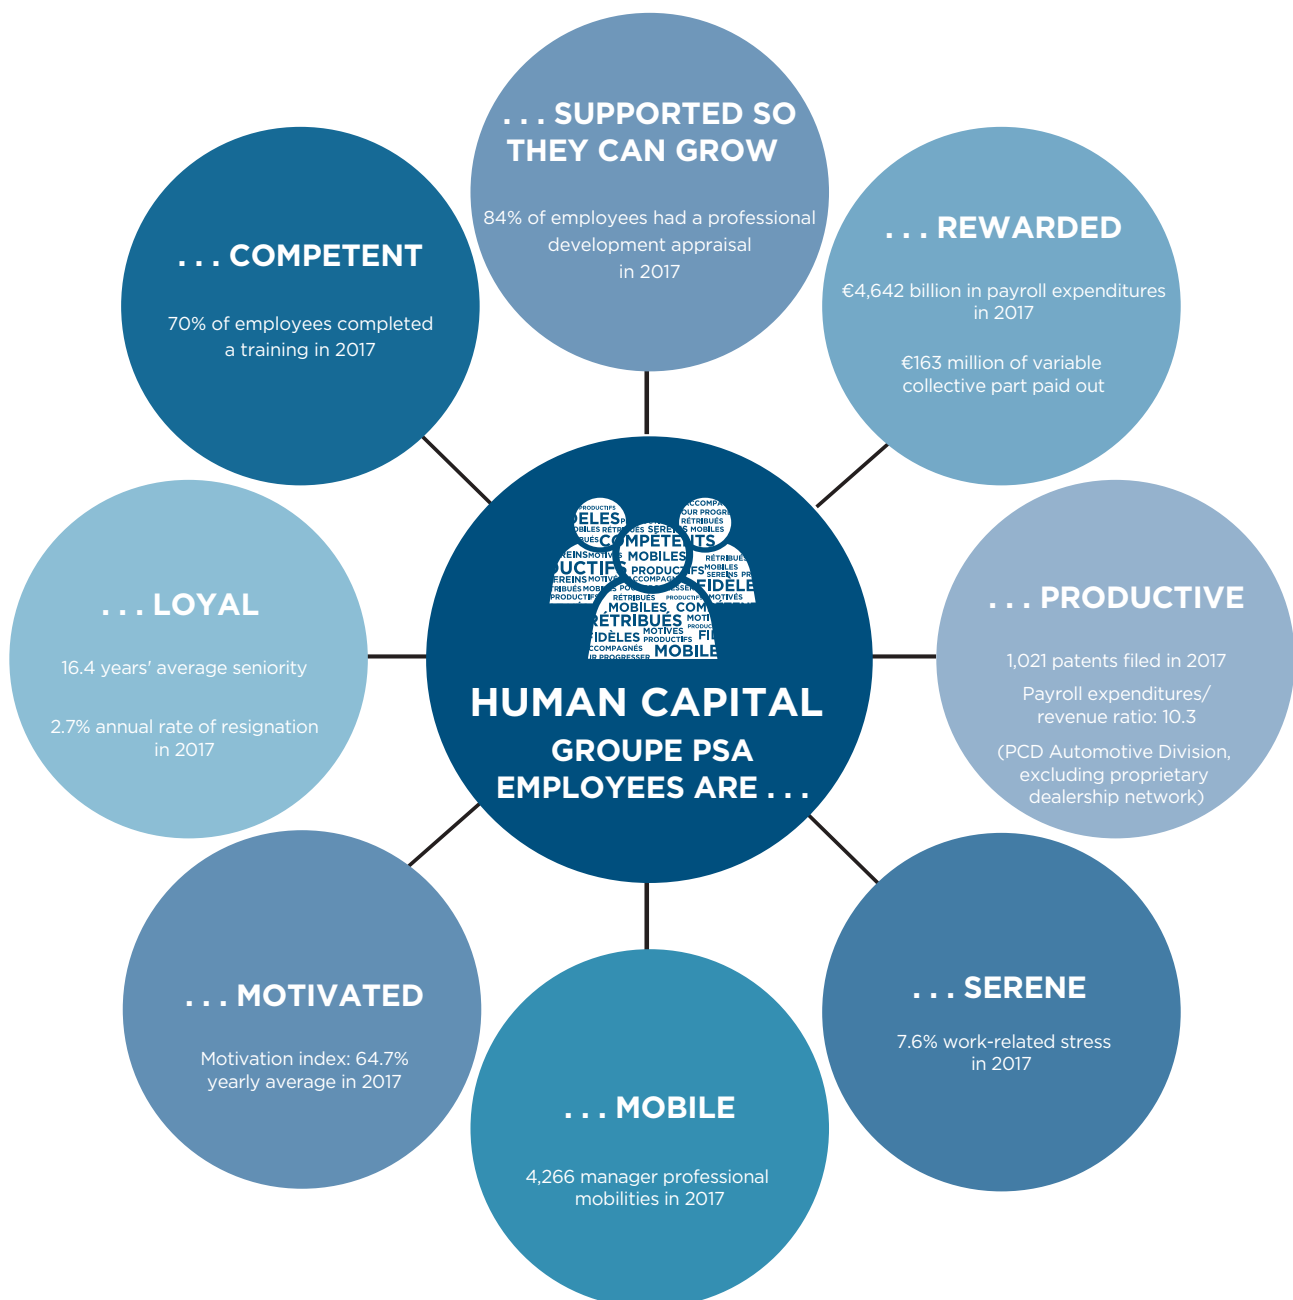 . . . SUPPORTED SO
THEY CAN GROW
84% of employees had a professional
development appraisal
in 2017
. . . COMPETENT
70% of employees completed
a training in 2017
. . . REWARDED
€4,642 billion in payroll expenditures
in 2017
€163 million of variable
collective part paid out
. . . LOYAL
16.4 years' average seniority
2.7% annual rate of resignation
in 2017
COMPÉTENTS
MOBILES
PRODUCTIFS
RÉTRIBUÉS
MOBILES
HUMAN CAPITAL
GROUPE PSA
EMPLOYEES ARE . . .
. . . PRODUCTIVE
1,021 patents filed in 2017
Payroll expenditures/
revenue ratio: 10.3
(PCD Automotive Division,
excluding proprietary
dealership network)
. . . MOTIVATED
Motivation index: 64.7%
yearly average in 2017
. . . SERENE
7.6% work-related stress
in 2017
. . . MOBILE
4,266 manager professional
mobilities in 2017